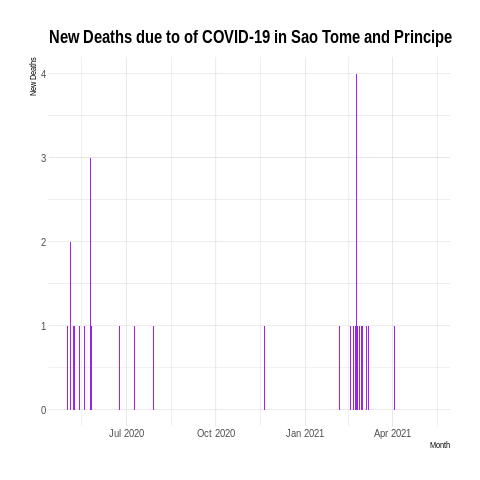 New Deaths due to of COVID-19 in Sao Tome and Principe
New Deaths
4
3
2
1
0
Jul 2020 Oct 2020 Jan 2021 Apr 2021
Month